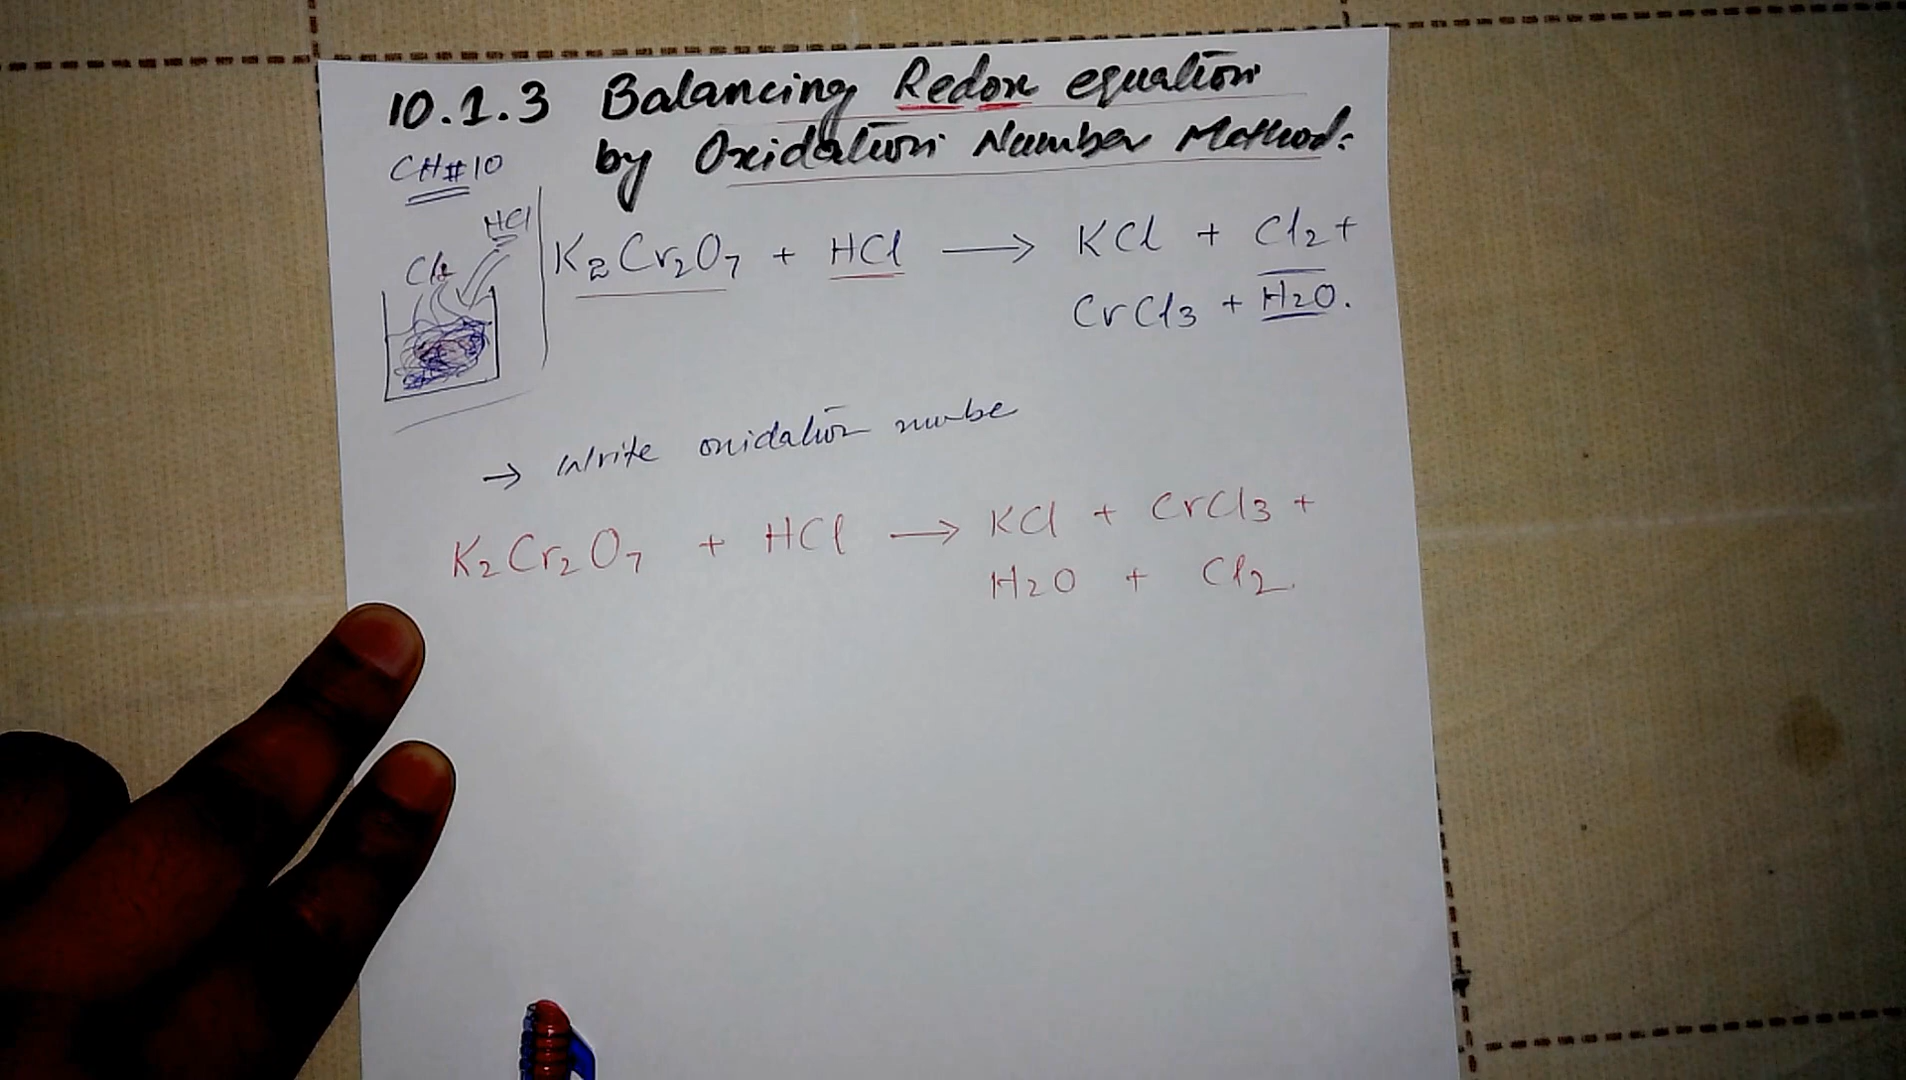 10.1.3 Balancing Redox equation
by Oxidation Number Method:
CH#10
HCl
Cl2
K2Cr2O7 + HCl → KCl + Cl2 +
CrCl3 + H2O.
→ Write oxidation numbe
K2Cr2O7 + HCl → KCl + CrCl3 +
H2O + Cl2